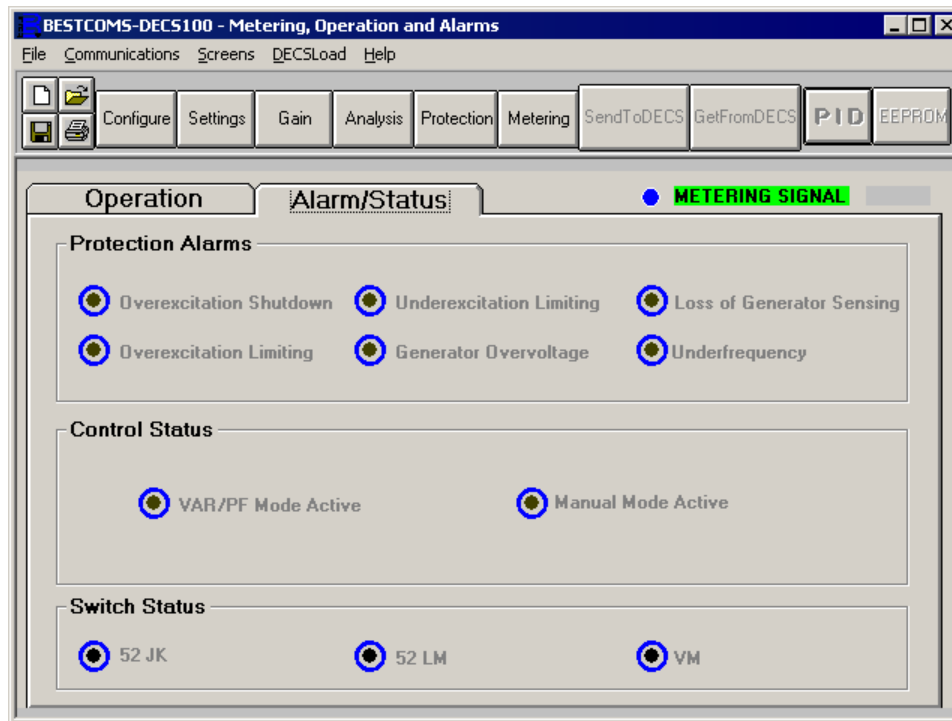 BESTCOMS-DECS100 - Metering, Operation and Alarms
File Communications Screens DECSLoad Help
Configure Settings Gain Analysis Protection Metering SendToDECS GetFromDECS PID EEPROM
Operation Alarm/Status METERING SIGNAL
Protection Alarms
Overexcitation Shutdown Underexcitation Limiting Loss of Generator Sensing
Overexcitation Limiting Generator Overvoltage Underfrequency
Control Status
VAR/PF Mode Active Manual Mode Active
Switch Status
52 JK 52 LM VM